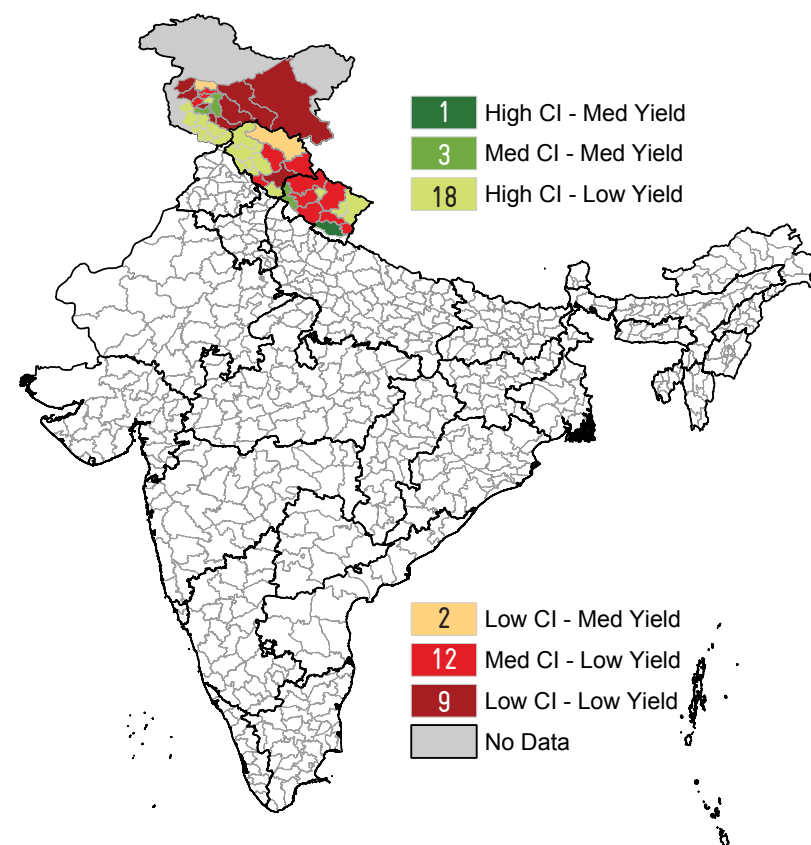 1 High CI - Med Yield
3 Med CI - Med Yield
18 High CI - Low Yield
2 Low CI - Med Yield
12 Med CI - Low Yield
9 Low CI - Low Yield
No Data